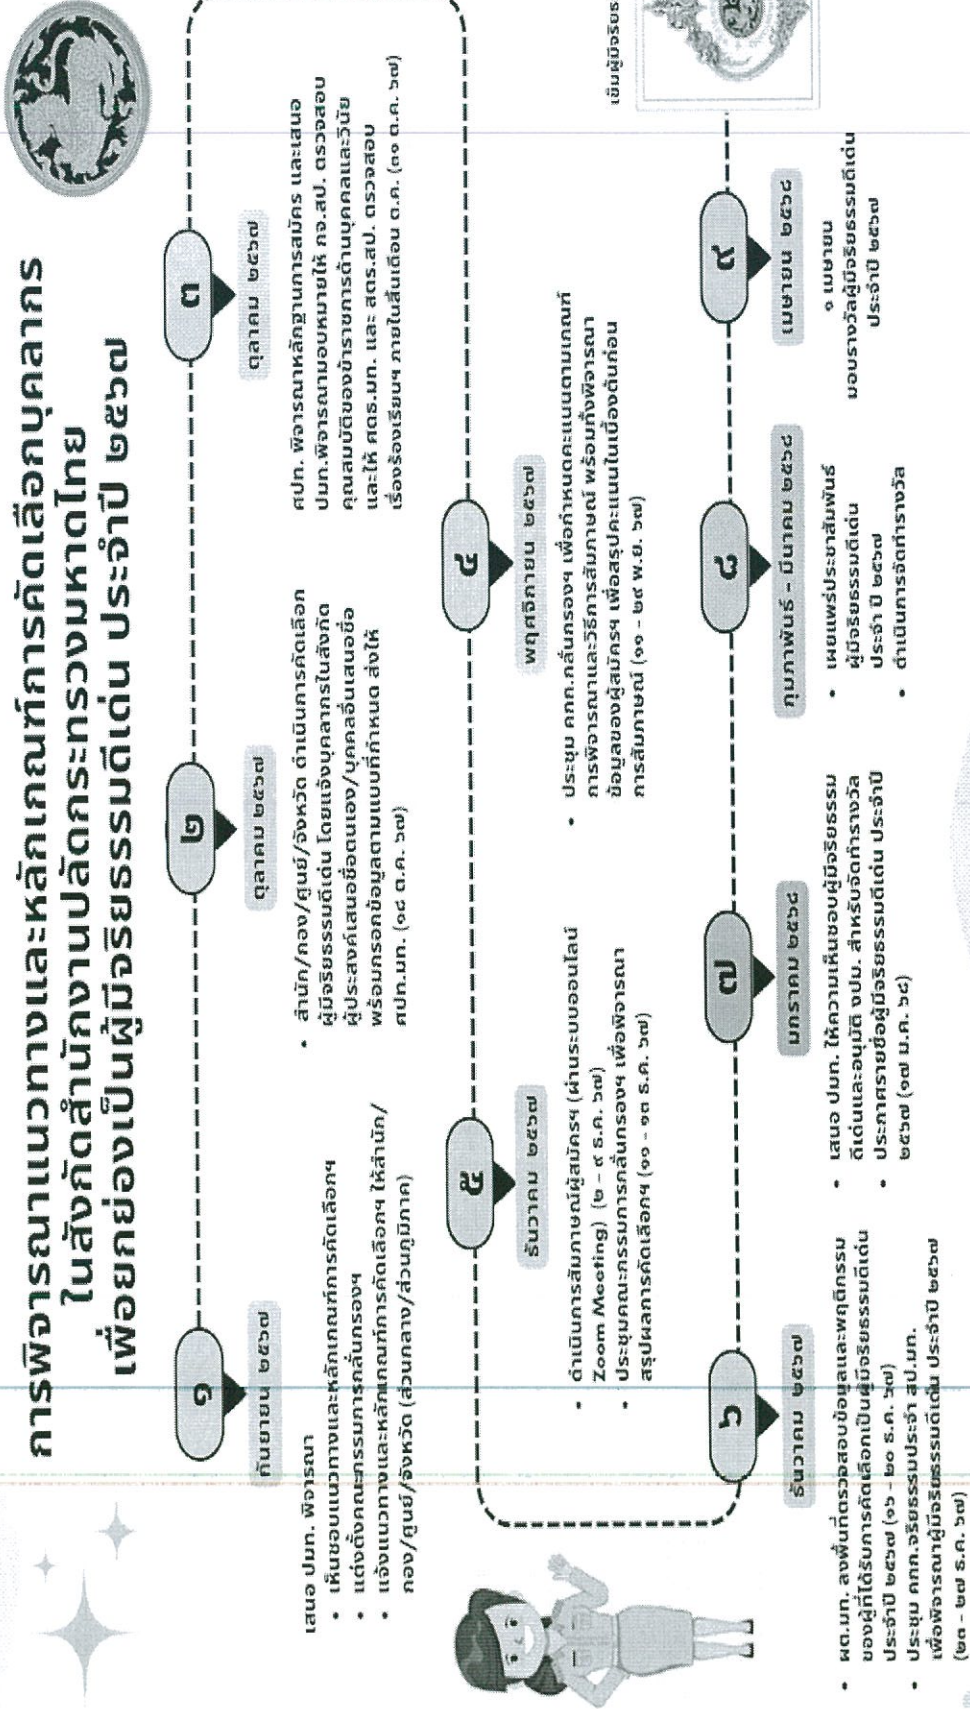 การพิจารณาแนวทางและหลักเกณฑ์การคัดเลือกบุคลากร
ในสังกัดสำนักงานปลัดกระทรวงมหาดไทย
เพื่อยกย่องเป็นผู้มีจริยธรรมดีเด่น ประจำปี ๒๕๖๗
๑
กันยายน ๒๕๖๗
เสนอ ปมท. พิจารณา
• เห็นชอบแนวทางและหลักเกณฑ์การคัดเลือกฯ
• แต่งตั้งคณะกรรมการกลั่นกรองฯ
• แจ้งแนวทางและหลักเกณฑ์การคัดเลือกฯ ให้สำนัก/
กอง/ศูนย์/จังหวัด (ส่วนกลาง/ส่วนภูมิภาค)
๒
ตุลาคม ๒๕๖๗
• สำนัก/กอง/ศูนย์/จังหวัด ดำเนินการคัดเลือก
ผู้มีจริยธรรมดีเด่น โดยแจ้งบุคลากรในสังกัด
ผู้ประสงค์เสนอชื่อตนเอง/บุคคลอื่นเสนอชื่อ
พร้อมกรอกข้อมูลตามแบบที่กำหนด ส่งให้
ศปท.มท. (๑๘ ต.ค. ๖๗)
๓
ตุลาคม ๒๕๖๗
ศปท. พิจารณาหลักฐานการสมัคร และเสนอ
ปมท.พิจารณามอบหมายให้ กจ.สป. ตรวจสอบ
คุณสมบัติของข้าราชการด้านบุคคลและวินัย
และให้ ศดธ.มท. และ สตร.สป. ตรวจสอบ
เรื่องร้องเรียนฯ ภายในสิ้นเดือน ต.ค. (๓๑ ต.ค. ๖๗)
๔
พฤศจิกายน ๒๕๖๗
• ประชุม คกก.กลั่นกรองฯ เพื่อกำหนดคะแนนตามเกณฑ์
การพิจารณาและวิธีการสัมภาษณ์ พร้อมทั้งพิจารณา
ข้อมูลของผู้สมัครฯ เพื่อสรุปคะแนนในเบื้องต้นก่อน
การสัมภาษณ์ (๑๑ - ๒๙ พ.ย. ๖๗)
๕
ธันวาคม ๒๕๖๗
• ดำเนินการสัมภาษณ์ผู้สมัครฯ (ผ่านระบบออนไลน์
Zoom Meeting) (๒ - ๙ ธ.ค. ๖๗)
• ประชุมคณะกรรมการกลั่นกรองฯ เพื่อพิจารณา
สรุปผลการคัดเลือกฯ (๑๑ - ๑๓ ธ.ค. ๖๗)
๖
ธันวาคม ๒๕๖๗
• ผต.มท. ลงพื้นที่ตรวจสอบข้อมูลและพฤติกรรม
ของผู้ที่ได้รับการคัดเลือกเป็นผู้มีจริยธรรมดีเด่น
ประจำปี ๒๕๖๗ (๑๖ - ๒๐ ธ.ค. ๖๗)
• ประชุม คกก.จริยธรรมประจำ สป.มท.
เพื่อพิจารณาผู้มีจริยธรรมดีเด่น ประจำปี ๒๕๖๗
(๒๓ - ๒๗ ธ.ค. ๖๗)
๗
มกราคม ๒๕๖๘
• เสนอ ปมท. ให้ความเห็นชอบผู้มีจริยธรรม
ดีเด่นและอนุมัติ งปม. สำหรับจัดทำรางวัล
• ประกาศรายชื่อผู้มีจริยธรรมดีเด่น ประจำปี
๒๕๖๗ (๑๗ ม.ค. ๖๘)
๘
กุมภาพันธ์ - มีนาคม ๒๕๖๘
• เผยแพร่ประชาสัมพันธ์
ผู้มีจริยธรรมดีเด่น
ประจำ ปี ๒๕๖๗
• ดำเนินการจัดทำรางวัล
๙
เมษายน ๒๕๖๘
๑ เมษายน
มอบรางวัลผู้มีจริยธรรมดีเด่น
ประจำปี ๒๕๖๗
เข็มผู้มีจริยธร